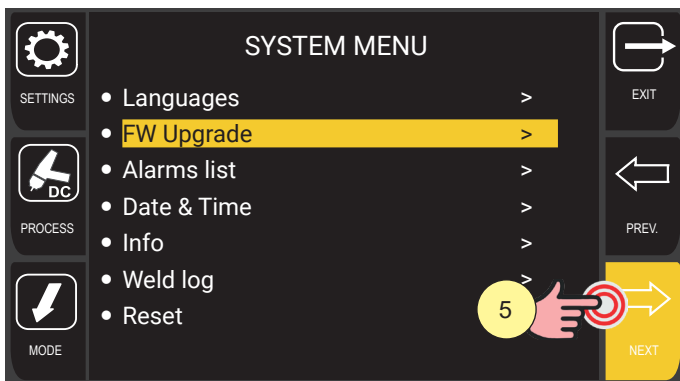 SYSTEM MENU
SETTINGS
DC
PROCESS
MODE
Languages >
FW Upgrade >
Alarms list >
Date & Time >
Info >
Weld log >
Reset
5
EXIT
PREV.
NEXT